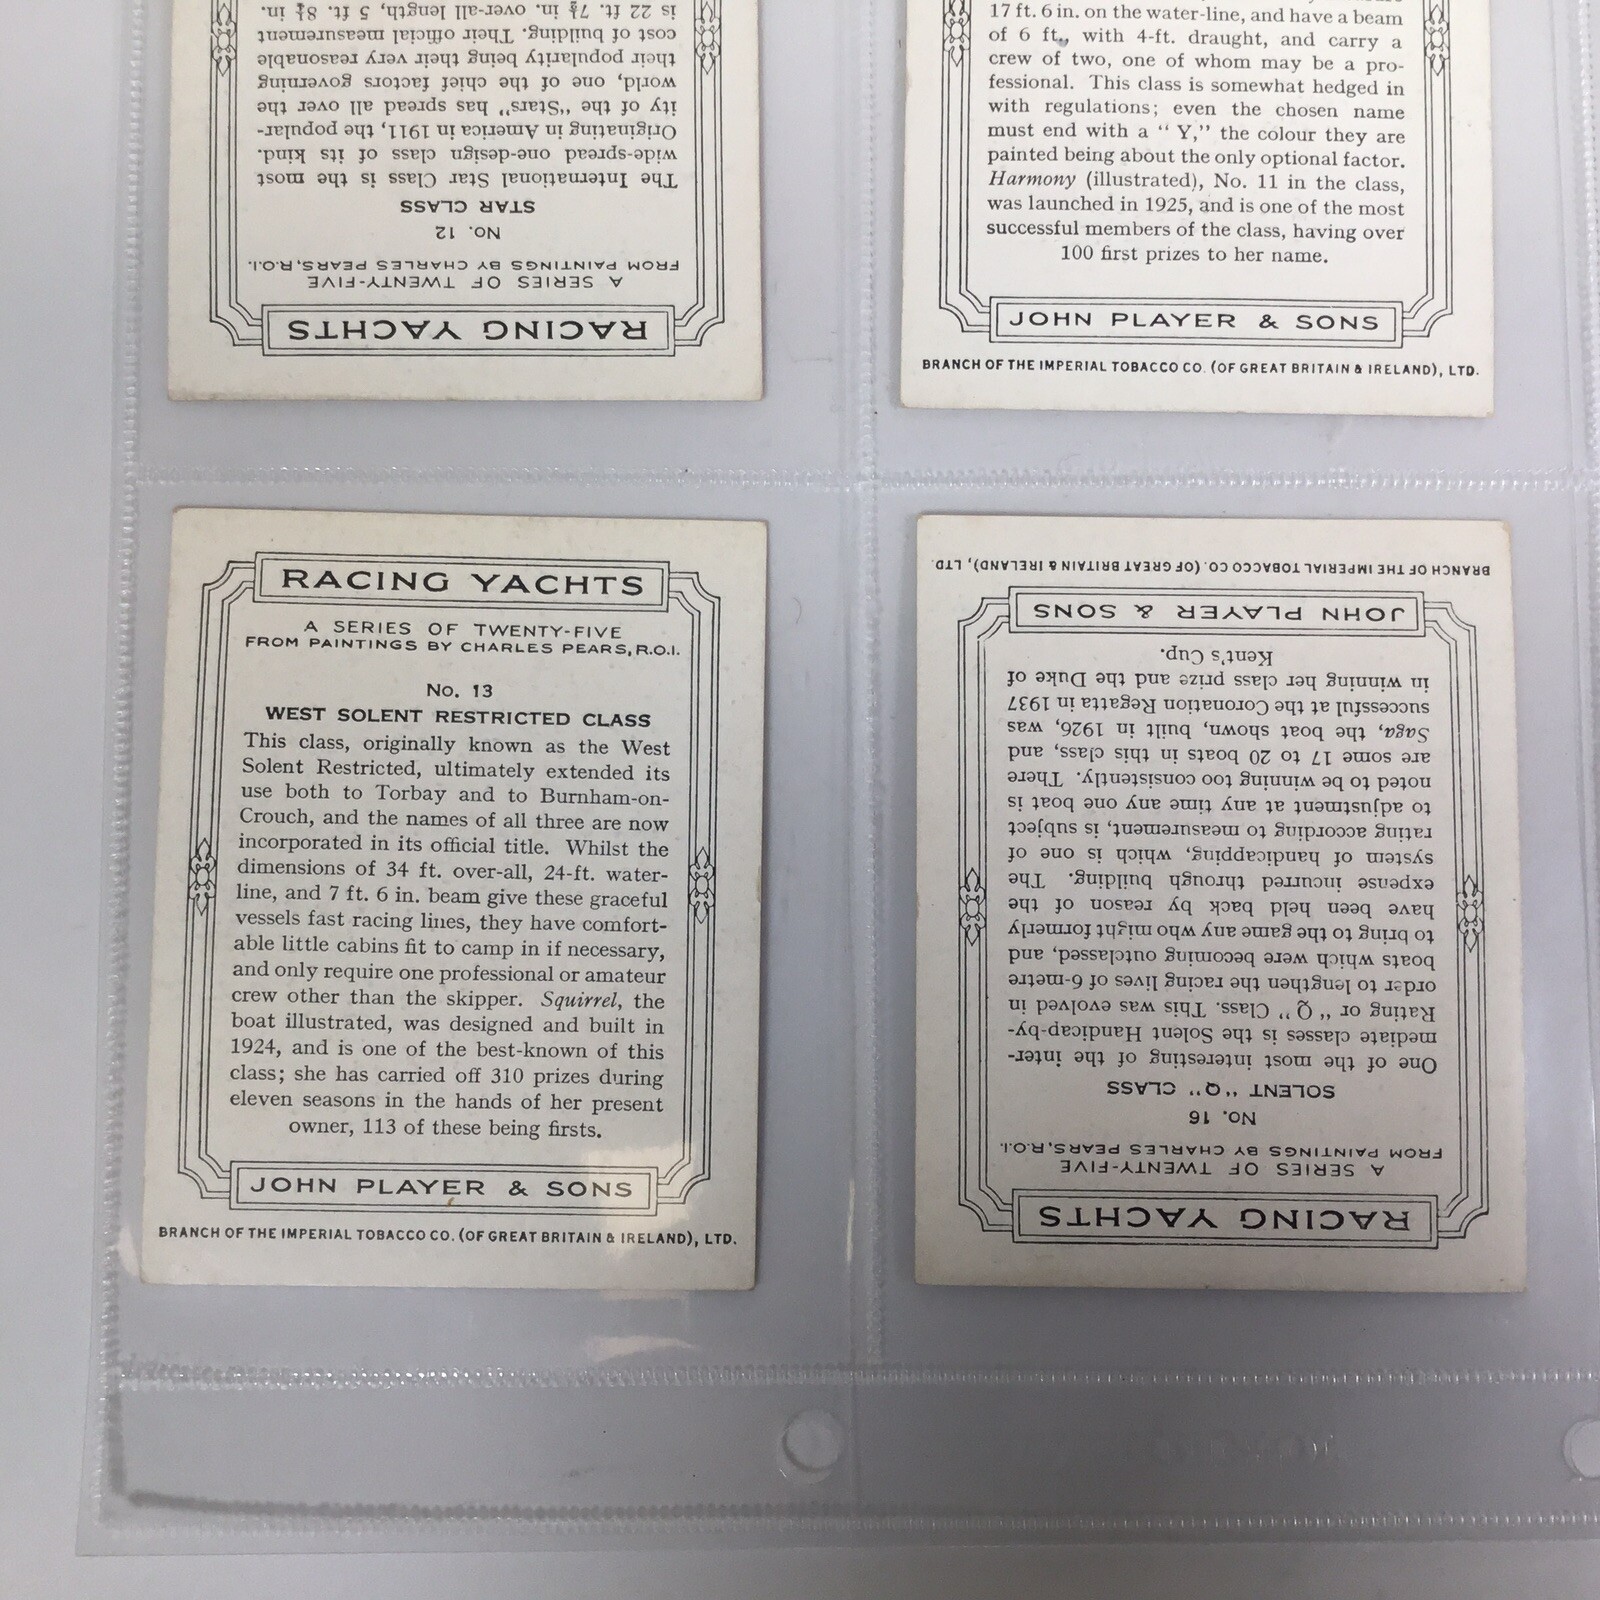 RACING YACHTS
A SERIES OF TWENTY-FIVE
FROM PAINTINGS BY CHARLES PEARS, R.O.I.
No. 12
STAR CLASS
The International Star Class is the most
wide-spread one-design class of its kind.
Originating in America in 1911, the popular-
ity of the "Stars" has spread all over the
world, one of the chief factors governing
their popularity being their very reasonable
cost of building. Their official measurement
is 22 ft. 7½ in. over-all length, 5 ft. 8¼ in.
17 ft. 6 in. on the water-line, and have a beam
of 6 ft., with 4-ft. draught, and carry a
crew of two, one of whom may be a pro-
fessional. This class is somewhat hedged in
with regulations; even the chosen name
must end with a "Y," the colour they are
painted being about the only optional factor.
Harmony (illustrated), No. 11 in the class,
was launched in 1925, and is one of the most
successful members of the class, having over
100 first prizes to her name.
JOHN PLAYER & SONS
BRANCH OF THE IMPERIAL TOBACCO CO. (OF GREAT BRITAIN & IRELAND), LTD.
RACING YACHTS
A SERIES OF TWENTY-FIVE
FROM PAINTINGS BY CHARLES PEARS, R.O.I.
No. 13
WEST SOLENT RESTRICTED CLASS
This class, originally known as the West
Solent Restricted, ultimately extended its
use both to Torbay and to Burnham-on-
Crouch, and the names of all three are now
incorporated in its official title. Whilst the
dimensions of 34 ft. over-all, 24-ft. water-
line, and 7 ft. 6 in. beam give these graceful
vessels fast racing lines, they have comfort-
able little cabins fit to camp in if necessary,
and only require one professional or amateur
crew other than the skipper. Squirrel, the
boat illustrated, was designed and built in
1924, and is one of the best-known of this
class; she has carried off 310 prizes during
eleven seasons in the hands of her present
owner, 113 of these being firsts.
JOHN PLAYER & SONS
BRANCH OF THE IMPERIAL TOBACCO CO. (OF GREAT BRITAIN & IRELAND), LTD.
RACING YACHTS
A SERIES OF TWENTY-FIVE
FROM PAINTINGS BY CHARLES PEARS, R.O.I.
No. 16
SOLENT "Q" CLASS
One of the most interesting of the inter-
mediate classes is the Solent Handicap-by-
Rating or "Q" Class. This was evolved in
order to lengthen the racing lives of 6-metre
boats which were becoming outclassed, and
to bring to the game any who might formerly
have been held back by reason of the
expense incurred through building. The
system of handicapping, which is one of
rating according to measurement, is subject
to adjustment at any time any one boat is
noted to be winning too consistently. There
are some 17 to 20 boats in this class, and
Saga, the boat shown, built in 1926, was
successful at the Coronation Regatta in 1937
in winning her class prize and the Duke of
Kent's Cup.
JOHN PLAYER & SONS
BRANCH OF THE IMPERIAL TOBACCO CO. (OF GREAT BRITAIN & IRELAND), LTD.